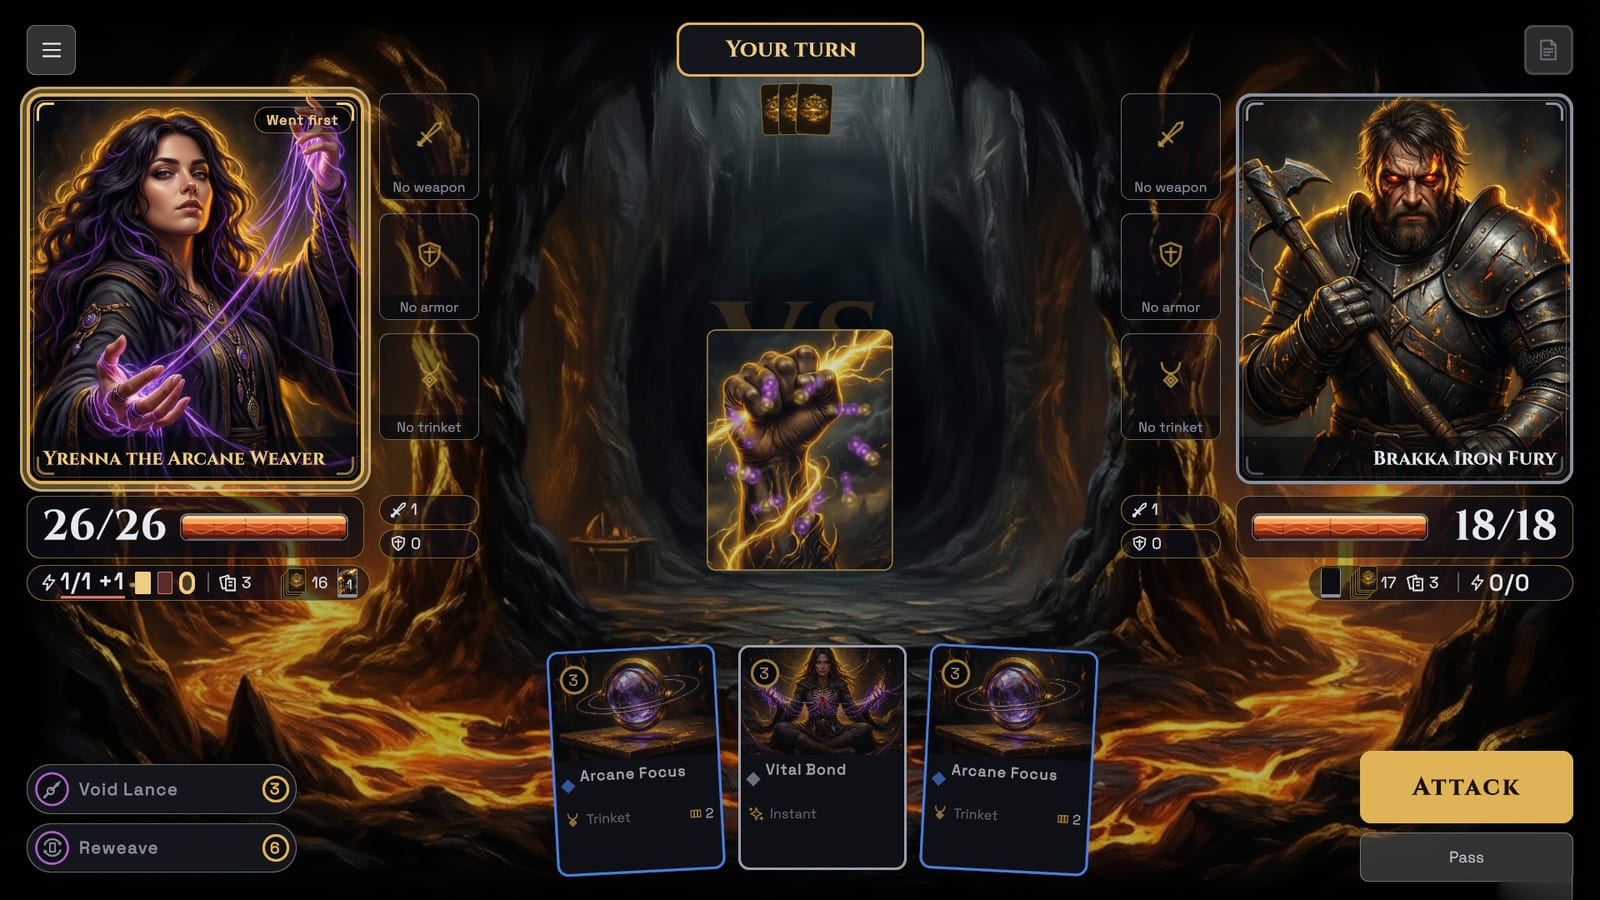 Your turn
Went first
Yrenna the Arcane Weaver
No weapon
No armor
No trinket
26/26
1
0
1/1 +1
0
3
16
1
VS
No weapon
No armor
No trinket
Brakka Iron Fury
1
0
18/18
17
3
0/0
Void Lance
3
Reweave
6
3
Arcane Focus
Trinket
2
3
Vital Bond
Instant
3
Arcane Focus
Trinket
2
Attack
Pass